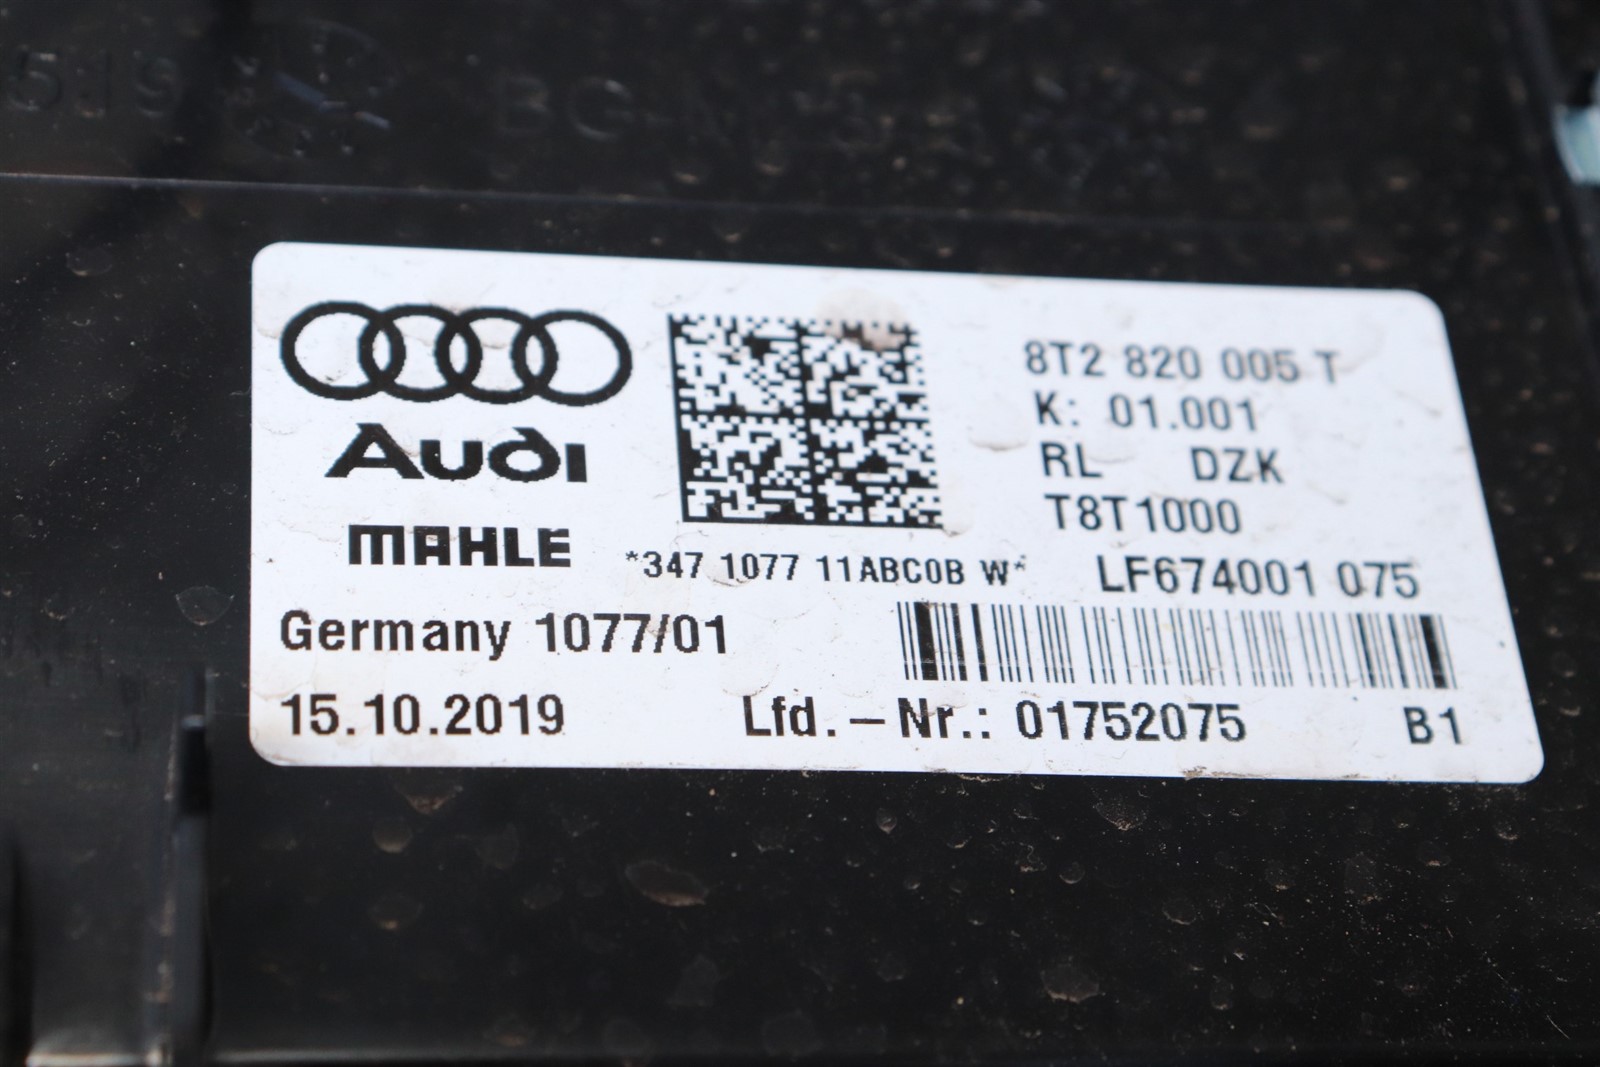 Audi
MAHLE
8T2 820 005 T
K: 01.001
RL DZK
T8T1000
*347 1077 11ABC0B W* LF674001 075
Germany 1077/01
15.10.2019 Lfd.-Nr.: 01752075 B1